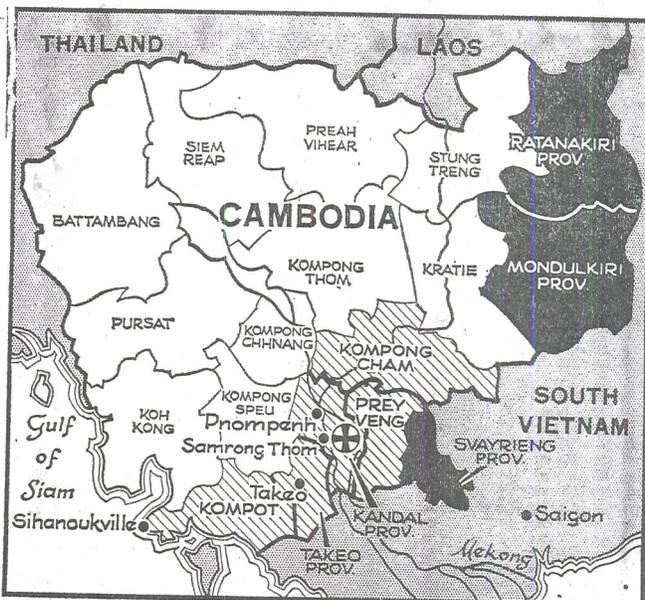 THAILAND
LAOS
SIEM
REAP
PREAH
VIHEAR
STUNG
TRENG
RATANAKIRI
PROV.
BATTAMBANG
CAMBODIA
KOMPONG
THOM
KRATIE
MONDULKIRI
PROV.
PURSAT
KOMPONG
CHHNANG
KOMPONG
CHAM
KOH
KONG
KOMPONG
SPEU
Pnompenh
Samrong Thom
PREY
VENG
SOUTH
VIETNAM
SVAYRIENG
PROV.
Gulf
of
Siam
Takeo
KOMPOT
Sihanoukville
KANDAL
PROV.
TAKEO
PROV.
Saigon
Mekong